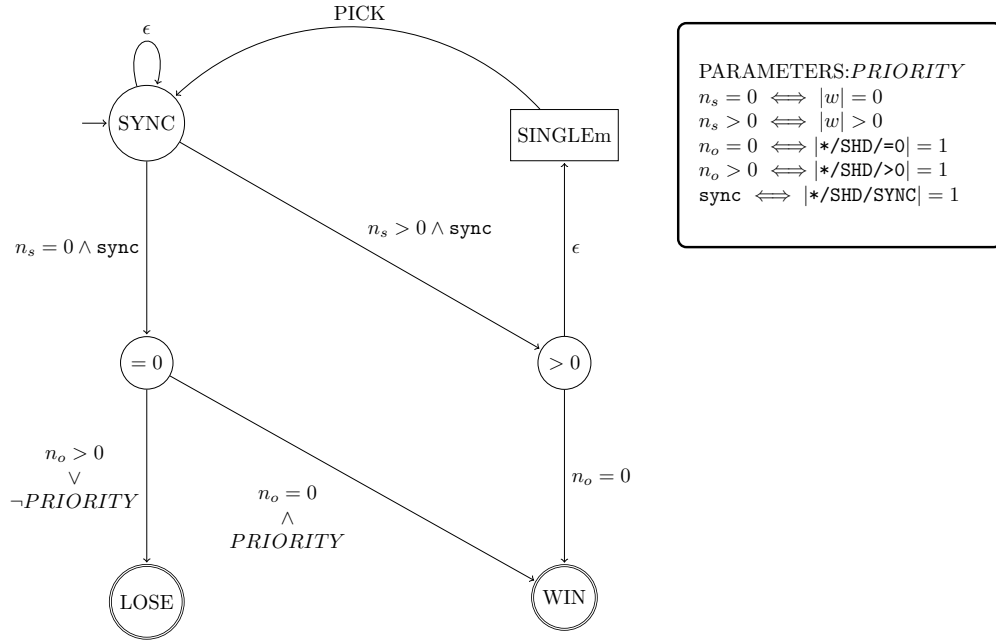 PICK
ϵ
SYNC
SINGLEm
PARAMETERS:PRIORITY
n_s = 0 ⟺ |w| = 0
n_s > 0 ⟺ |w| > 0
n_o = 0 ⟺ |*/SHD/=0| = 1
n_o > 0 ⟺ |*/SHD/>0| = 1
sync ⟺ |*/SHD/SYNC| = 1
n_s = 0 ∧ sync
n_s > 0 ∧ sync
ϵ
= 0
> 0
n_o > 0
∨
¬PRIORITY
n_o = 0
∧
PRIORITY
n_o = 0
LOSE
WIN